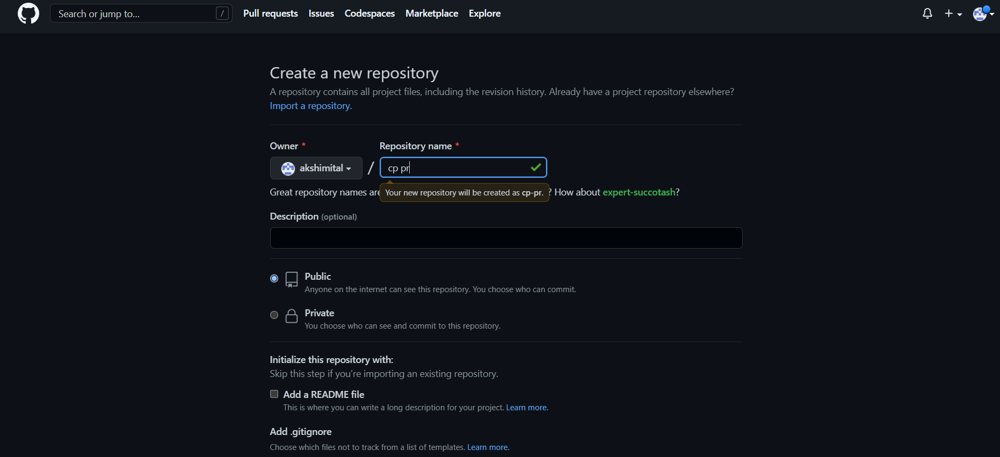 Search or jump to... / Pull requests Issues Codespaces Marketplace Explore
Create a new repository
A repository contains all project files, including the revision history. Already have a project repository elsewhere?
Import a repository.
Owner * Repository name *
akshimital / cp pr
Great repository names are ? How about expert-succotash?
Your new repository will be created as cp-pr.
Description (optional)
Public
Anyone on the internet can see this repository. You choose who can commit.
Private
You choose who can see and commit to this repository.
Initialize this repository with:
Skip this step if you're importing an existing repository.
Add a README file
This is where you can write a long description for your project. Learn more.
Add .gitignore
Choose which files not to track from a list of templates. Learn more.